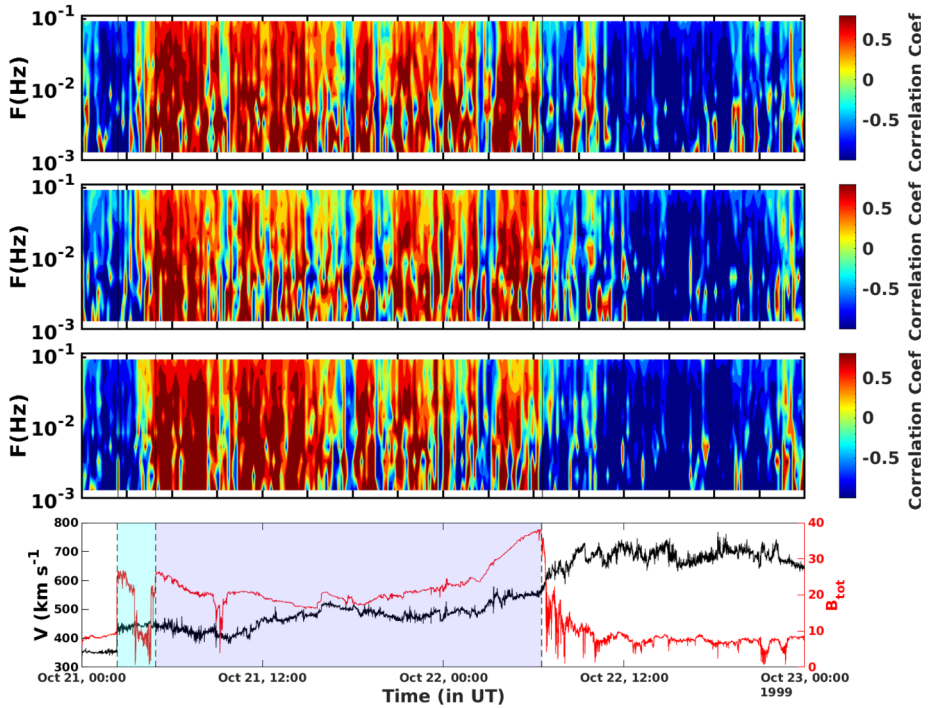 10⁻¹
10⁻²
10⁻³
F(Hz)
0.5
0
-0.5
Correlation Coef
10⁻¹
10⁻²
10⁻³
F(Hz)
0.5
0
-0.5
Correlation Coef
10⁻¹
10⁻²
10⁻³
F(Hz)
0.5
0
-0.5
Correlation Coef
800
700
600
500
400
300
V (km s⁻¹)
40
30
20
10
0
B_tot
Oct 21, 00:00 Oct 21, 12:00 Oct 22, 00:00 Oct 22, 12:00 Oct 23, 00:00
Time (in UT) 1999